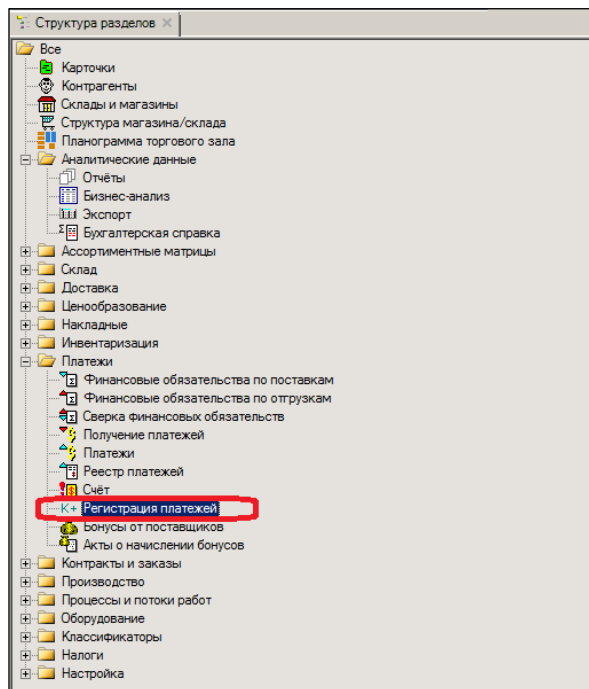 Структура разделов
Все
Карточки
Контрагенты
Склады и магазины
Структура магазина/склада
Планограмма торгового зала
Аналитические данные
Отчёты
Бизнес-анализ
Экспорт
Бухгалтерская справка
Ассортиментные матрицы
Склад
Доставка
Ценообразование
Накладные
Инвентаризация
Платежи
Финансовые обязательства по поставкам
Финансовые обязательства по отгрузкам
Сверка финансовых обязательств
Получение платежей
Платежи
Реестр платежей
Счёт
К+ Регистрация платежей
Бонусы от поставщиков
Акты о начислении бонусов
Контракты и заказы
Производство
Процессы и потоки работ
Оборудование
Классификаторы
Налоги
Настройка